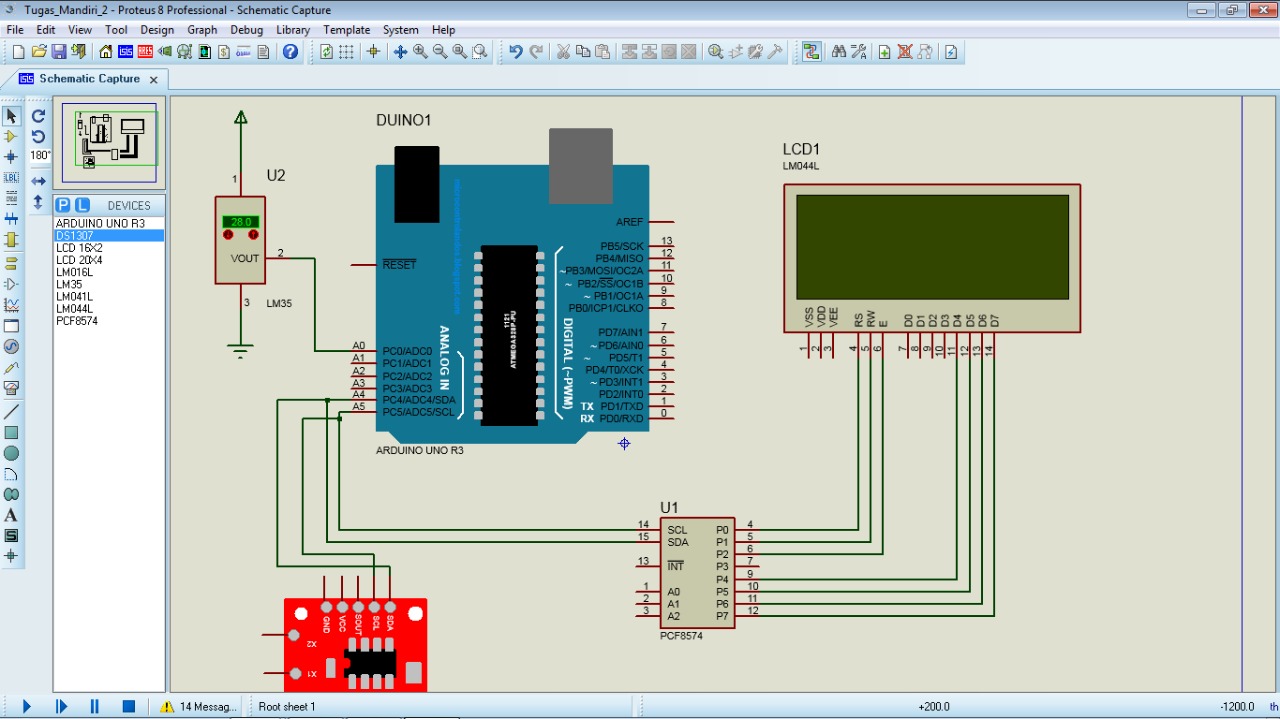 Tugas_Mandiri_2 - Proteus 8 Professional - Schematic Capture
File Edit View Tool Design Graph Debug Library Template System Help
Schematic Capture
180°
P L DEVICES
ARDUINO UNO R3
DS1307
LCD 16X2
LCD 20X4
LM016L
LM35
LM041L
LM044L
PCF8574
U2
1
28.0
VOUT
2
3
LM35
DUINO1
RESET
AREF
PB5/SCK 13
PB4/MISO 12
~PB3/MOSI/OC2A 11
~ PB2/SS/OC1B 10
~ PB1/OC1A 9
PB0/ICP1/CLKO 8
PD7/AIN1 7
~ PD6/AIN0 6
~ PD5/T1 5
PD4/T0/XCK 4
~ PD3/INT1 3
PD2/INT0 2
TX PD1/TXD 1
RX PD0/RXD 0
A0 PC0/ADC0
A1 PC1/ADC1
A2 PC2/ADC2
A3 PC3/ADC3
A4 PC4/ADC4/SDA
A5 PC5/ADC5/SCL
ANALOG IN
ATMEGA328P-PU
1121
DIGITAL (~PWM)
ARDUINO UNO R3
LCD1
LM044L
VSS VDD VEE RS RW E D0 D1 D2 D3 D4 D5 D6 D7
1 2 3 4 5 6 7 8 9 10 11 12 13 14
U1
14 SCL P0 4
15 SDA P1 5
P2 6
13 INT P3 7
P4 9
1 A0 P5 10
2 A1 P6 11
3 A2 P7 12
PCF8574
GND VCC SOUT SCL SDA
X2
X1
14 Messag... Root sheet 1 +200.0 -1200.0 th